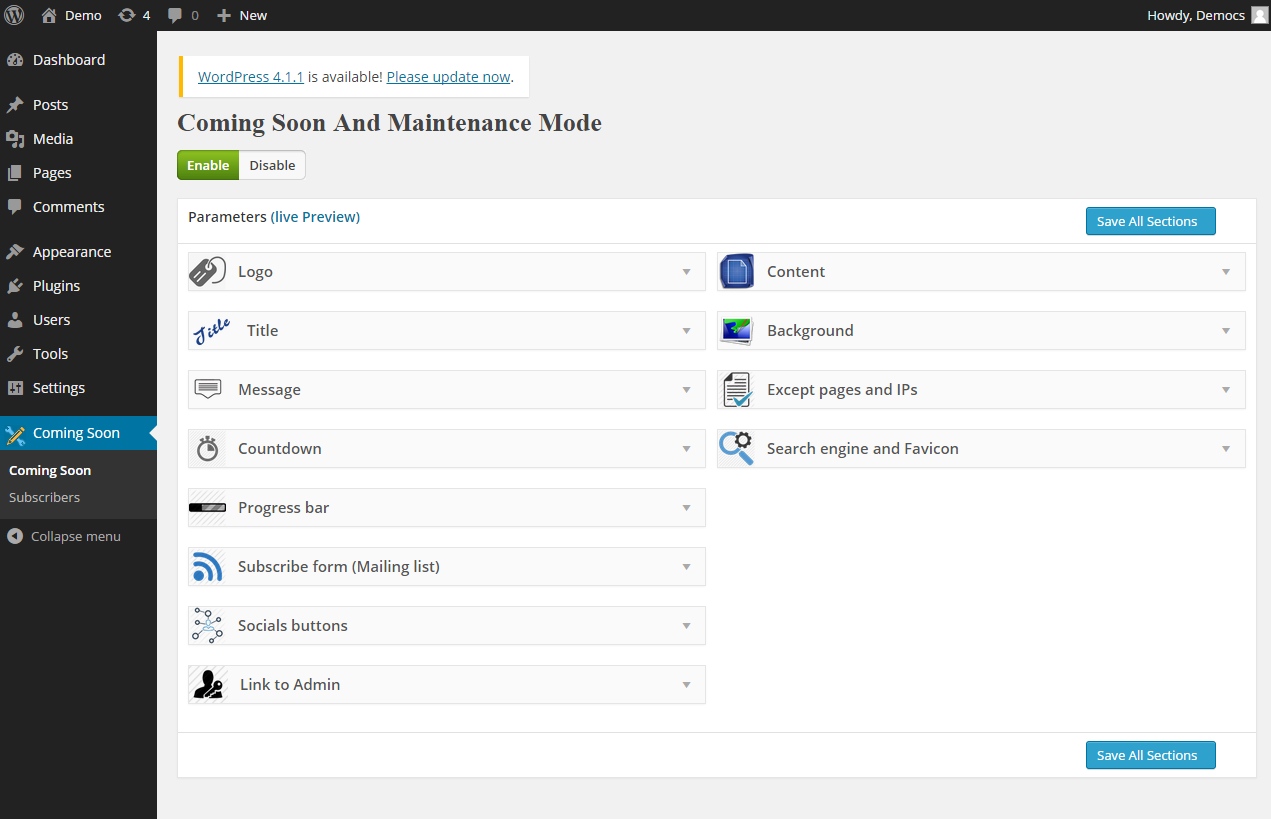 Demo 4 0 New Howdy, Democs
Dashboard
Posts
Media
Pages
Comments
Appearance
Plugins
Users
Tools
Settings
Coming Soon
Coming Soon
Subscribers
Collapse menu
WordPress 4.1.1 is available! Please update now.
Coming Soon And Maintenance Mode
Enable Disable
Parameters (live Preview) Save All Sections
Logo
Title Title
Message
Countdown
Progress bar
Subscribe form (Mailing list)
Socials buttons
Link to Admin
Content
Background
Except pages and IPs
Search engine and Favicon
Save All Sections